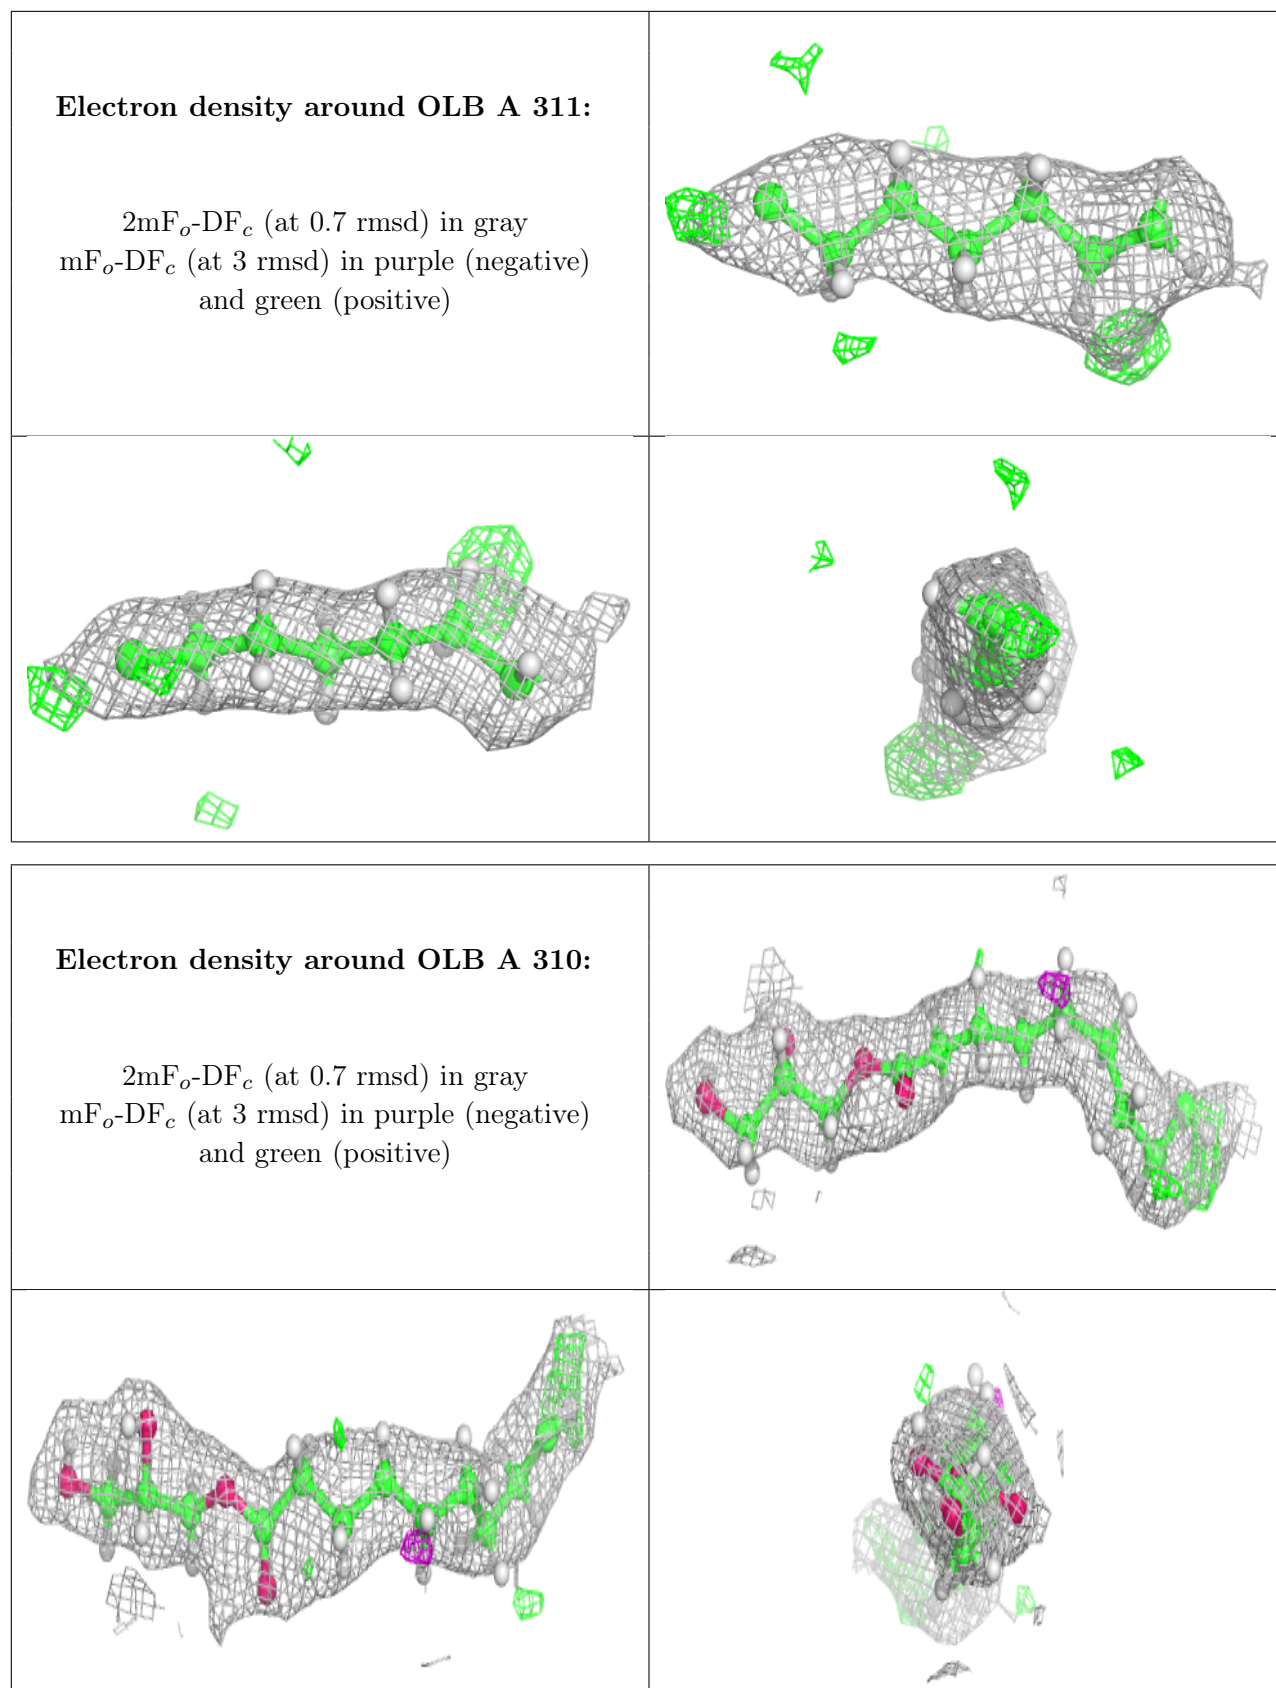 Electron density around OLB A 311:
2mFo-DFc (at 0.7 rmsd) in gray
mFo-DFc (at 3 rmsd) in purple (negative)
and green (positive)
Electron density around OLB A 310:
2mFo-DFc (at 0.7 rmsd) in gray
mFo-DFc (at 3 rmsd) in purple (negative)
and green (positive)